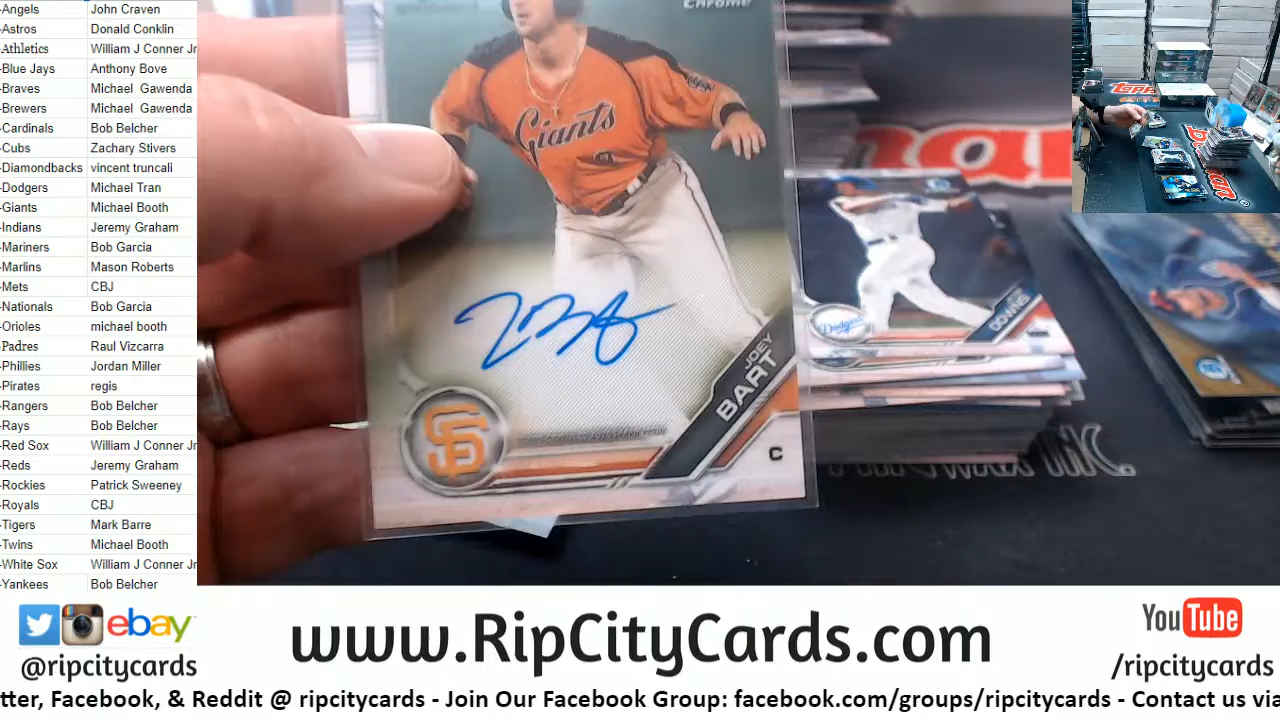 -Angels John Craven
-Astros Donald Conklin
-Athletics William J Conner Jr
-Blue Jays Anthony Bove
-Braves Michael Gawenda
-Brewers Michael Gawenda
-Cardinals Bob Belcher
-Cubs Zachary Stivers
-Diamondbacks vincent truncali
-Dodgers Michael Tran
-Giants Michael Booth
-Indians Jeremy Graham
-Mariners Bob Garcia
-Marlins Mason Roberts
-Mets CBJ
-Nationals Bob Garcia
-Orioles michael booth
-Padres Raul Vizcarra
-Phillies Jordan Miller
-Pirates regis
-Rangers Bob Belcher
-Rays Bob Belcher
-Red Sox William J Conner Jr
-Reds Jeremy Graham
-Rockies Patrick Sweeney
-Royals CBJ
-Tigers Mark Barre
-Twins Michael Booth
-White Sox William J Conner Jr
-Yankees Bob Belcher
Chrome
Giants
JOEY
BART
SF
C
Dodgers
DOWNS
INC.
topps
ebay
@ripcitycards
www.RipCityCards.com
YouTube
/ripcitycards
tter, Facebook, & Reddit @ ripcitycards - Join Our Facebook Group: facebook.com/groups/ripcitycards - Contact us via